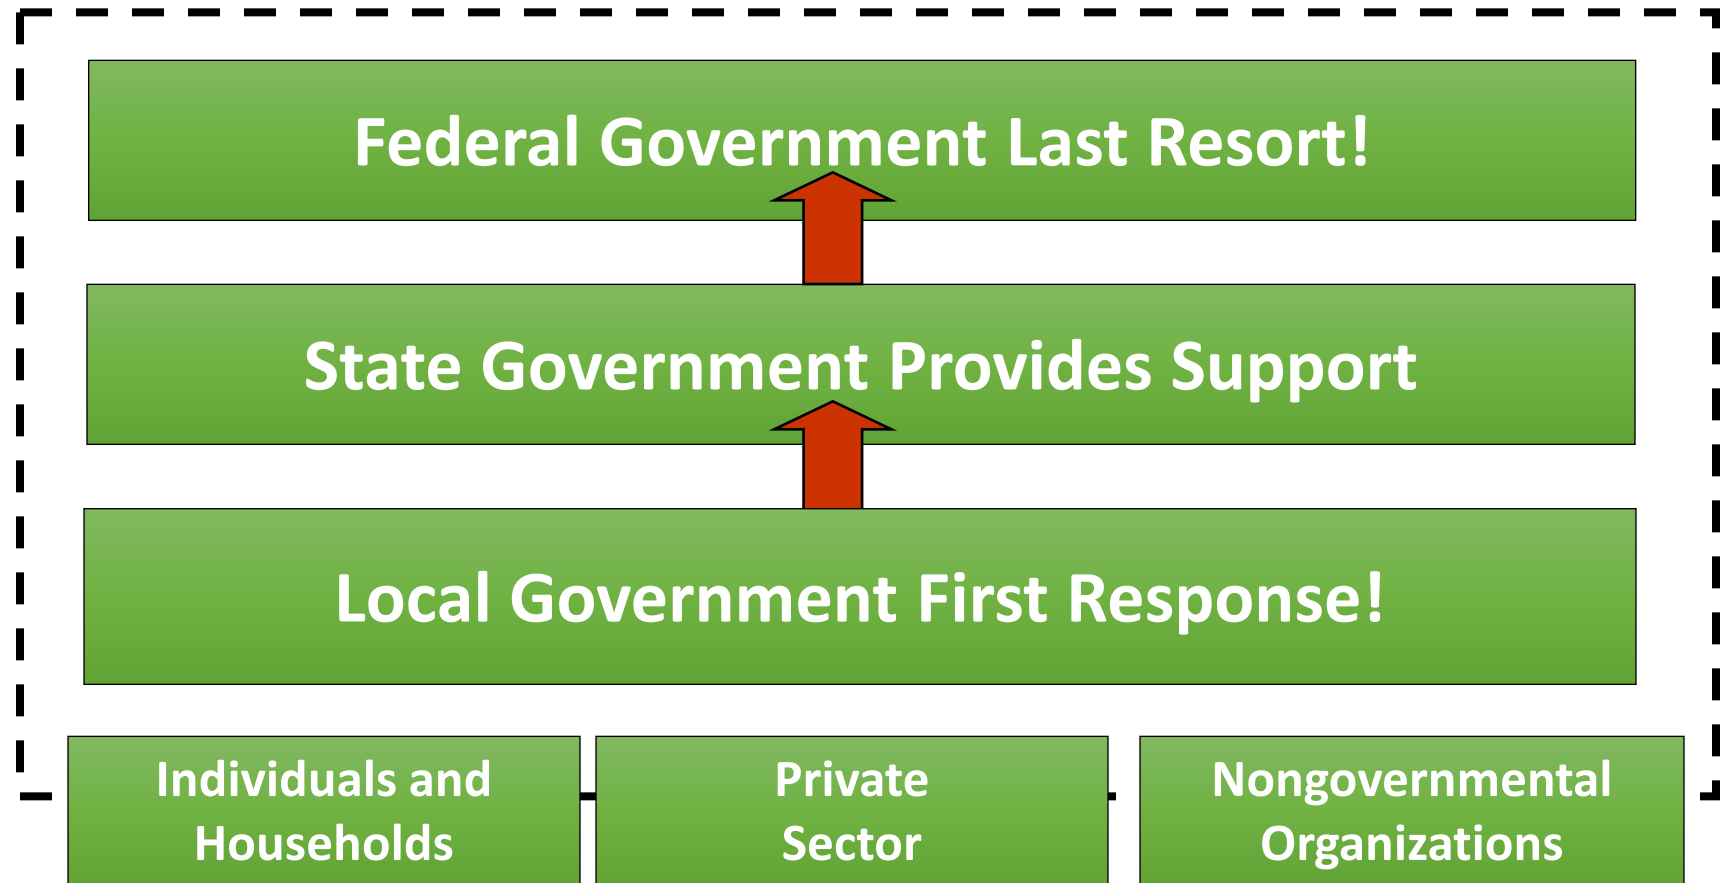 Federal Government Last Resort!
State Government Provides Support
Local Government First Response!
Individuals and
Households
Private
Sector
Nongovernmental
Organizations